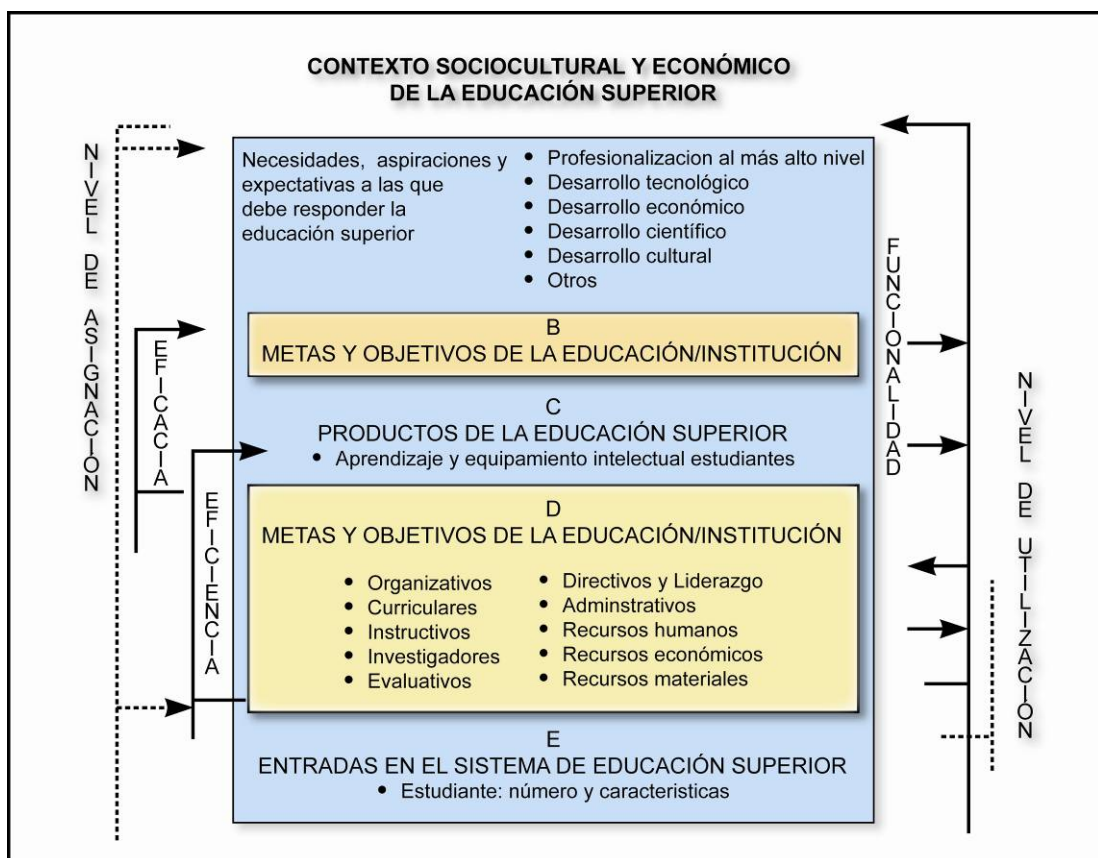 CONTEXTO SOCIOCULTURAL Y ECONÓMICO
DE LA EDUCACIÓN SUPERIOR
NIVEL DE ASIGNACIÓN
EFICACIA
EFICIENCIA
Necesidades, aspiraciones y
expectativas a las que
debe responder la
educación superior
• Profesionalizacion al más alto nivel
• Desarrollo tecnológico
• Desarrollo económico
• Desarrollo científico
• Desarrollo cultural
• Otros
B
METAS Y OBJETIVOS DE LA EDUCACIÓN/INSTITUCIÓN
C
PRODUCTOS DE LA EDUCACIÓN SUPERIOR
• Aprendizaje y equipamiento intelectual estudiantes
D
METAS Y OBJETIVOS DE LA EDUCACIÓN/INSTITUCIÓN
• Organizativos
• Curriculares
• Instructivos
• Investigadores
• Evaluativos
• Directivos y Liderazgo
• Adminstrativos
• Recursos humanos
• Recursos económicos
• Recursos materiales
E
ENTRADAS EN EL SISTEMA DE EDUCACIÓN SUPERIOR
• Estudiante: número y caracteristicas
FUNCIONALIDAD
NIVEL DE UTILIZACIÓN